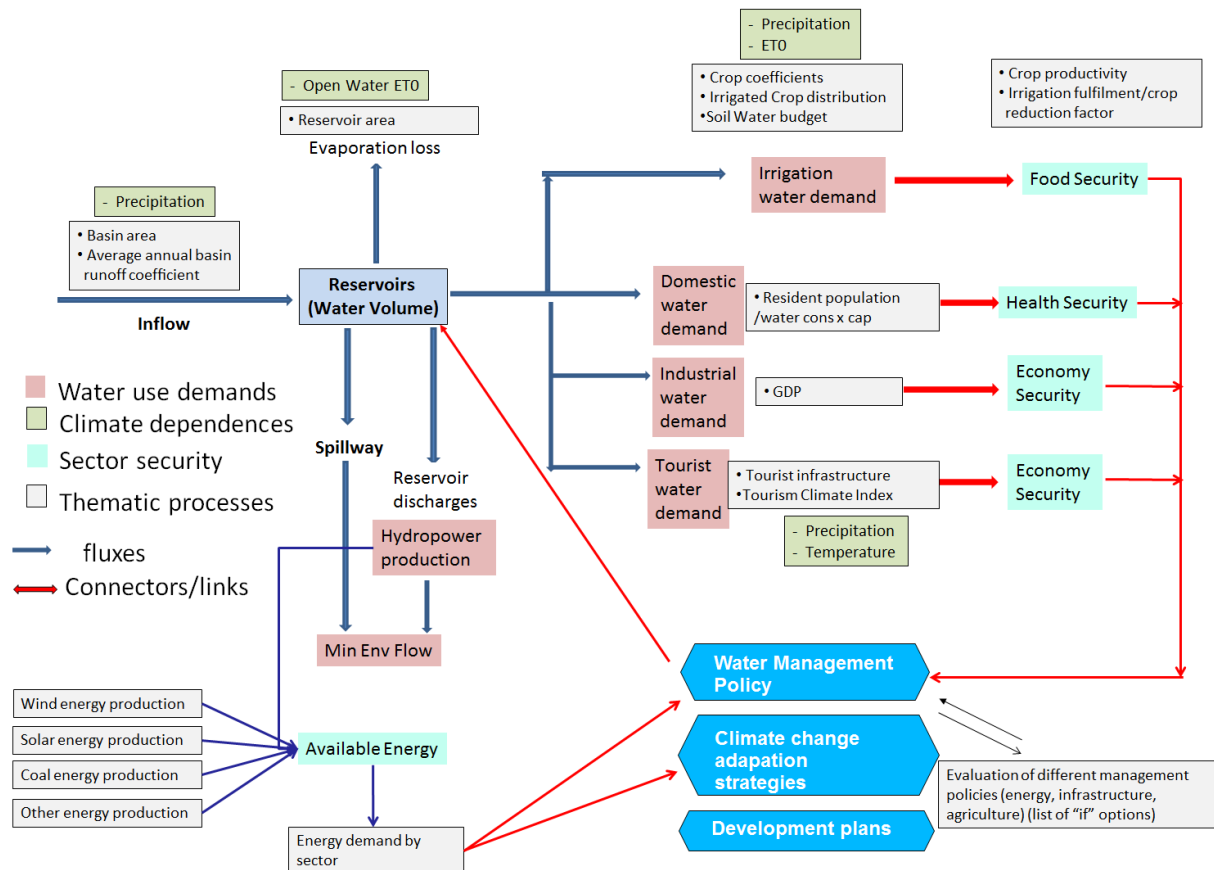 - Precipitation
- ET0
• Crop coefficients
• Irrigated Crop distribution
•Soil Water budget
• Crop productivity
• Irrigation fulfilment/crop
reduction factor
- Open Water ET0
• Reservoir area
Evaporation loss
Irrigation
water demand
Food Security
- Precipitation
• Basin area
• Average annual basin
runoff coefficient
Inflow
Reservoirs
(Water Volume)
Domestic
water
demand
• Resident population
/water cons x cap
Health Security
Industrial
water
demand
• GDP
Economy
Security
Tourist
water
demand
• Tourist infrastructure
•Tourism Climate Index
Economy
Security
- Precipitation
- Temperature
Water use demands
Climate dependences
Sector security
Thematic processes
fluxes
Connectors/links
Spillway
Reservoir
discharges
Hydropower
production
Min Env Flow
Wind energy production
Solar energy production
Coal energy production
Other energy production
Available Energy
Energy demand by
sector
Water Management
Policy
Climate change
adapation
strategies
Development plans
Evaluation of different management
policies (energy, infrastructure,
agriculture) (list of “if” options)